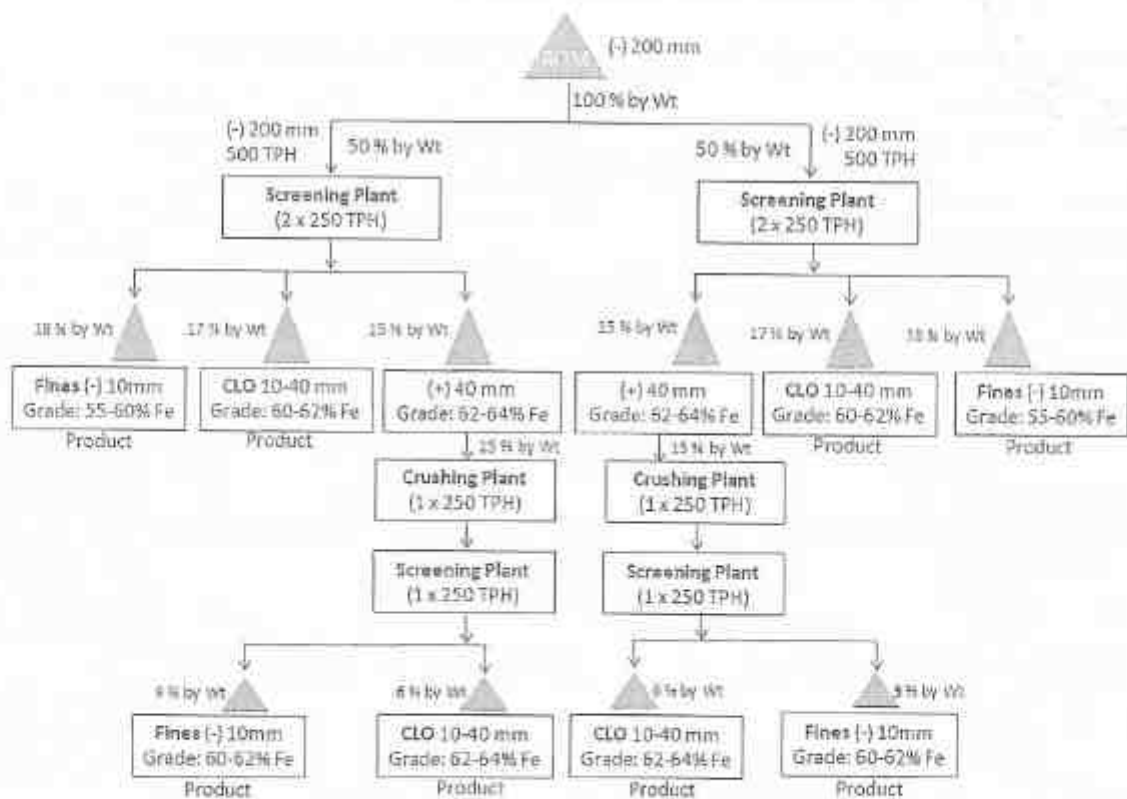 ROM
(-) 200 mm
100 % by Wt
(-) 200 mm
500 TPH
50 % by Wt
50 % by Wt
(-) 200 mm
500 TPH
Screening Plant
(2 x 250 TPH)
Screening Plant
(2 x 250 TPH)
18 % by Wt
17 % by Wt
15 % by Wt
15 % by Wt
17 % by Wt
18 % by Wt
Fines (-) 10mm
Grade: 55-60% Fe
Product
CLO 10-40 mm
Grade: 60-62% Fe
Product
(+) 40 mm
Grade: 62-64% Fe
(+) 40 mm
Grade: 62-64% Fe
CLO 10-40 mm
Grade: 60-62% Fe
Product
Fines (-) 10mm
Grade: 55-60% Fe
Product
15 % by Wt
15 % by Wt
Crushing Plant
(1 x 250 TPH)
Crushing Plant
(1 x 250 TPH)
Screening Plant
(1 x 250 TPH)
Screening Plant
(1 x 250 TPH)
9 % by Wt
6 % by Wt
6 % by Wt
9 % by Wt
Fines (-) 10mm
Grade: 60-62% Fe
Product
CLO 10-40 mm
Grade: 62-64% Fe
Product
CLO 10-40 mm
Grade: 62-64% Fe
Product
Fines (-) 10mm
Grade: 60-62% Fe
Product